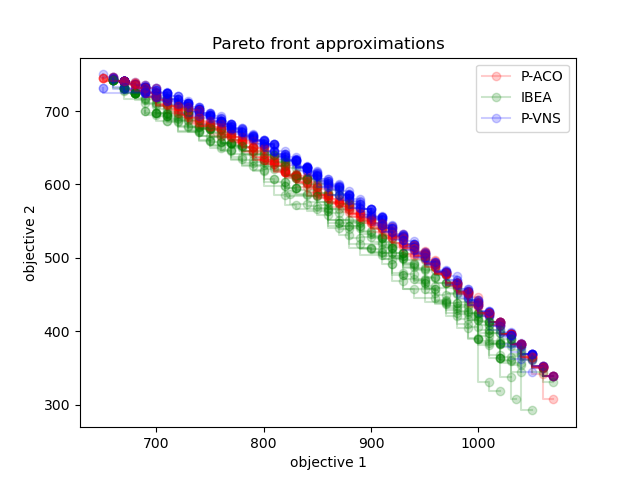 Pareto front approximations
P-ACO
IBEA
P-VNS
objective 2
700
600
500
400
300
700 800 900 1000
objective 1